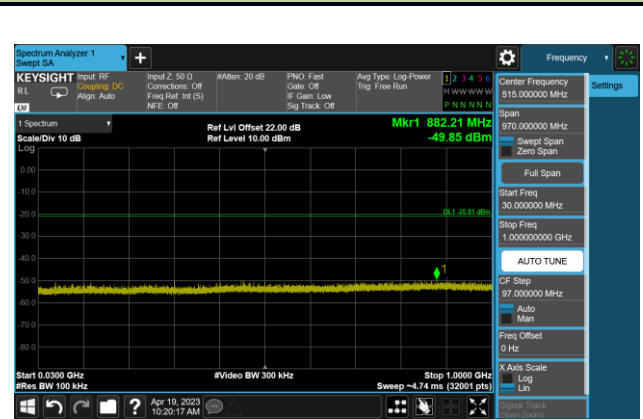 Spectrum Analyzer 1
Swept SA
Frequency
KEYSIGHT
RL
LXI
Input: RF
Coupling: DC
Align: Auto
Input Z: 50 Ω
Corrections: Off
Freq Ref: Int (S)
NFE: Off
#Atten: 20 dB
PNO: Fast
Gate: Off
IF Gain: Low
Sig Track: Off
Avg Type: Log-Power
Trig: Free Run
1 2 3 4 5 6
M W W W W W
P N N N N N
Center Frequency
515.000000 MHz
Settings
1 Spectrum
Scale/Div 10 dB
Log
Ref Lvl Offset 22.00 dB
Ref Level 10.00 dBm
Mkr1 882.21 MHz
-49.85 dBm
Span
970.000000 MHz
Swept Span
Zero Span
Full Span
Start Freq
30.000000 MHz
Stop Freq
1.000000000 GHz
AUTO TUNE
CF Step
97.000000 MHz
Auto
Man
Freq Offset
0 Hz
X Axis Scale
Log
Lin
Signal Track
(Span Zoom)
0.00
-10.0
-20.0
DL1 -20.81 dBm
-30.0
-40.0
1
-50.0
-60.0
-70.0
-80.0
Start 0.0300 GHz
#Res BW 100 kHz
#Video BW 300 kHz
Stop 1.0000 GHz
Sweep ~4.74 ms (32001 pts)
Apr 19, 2023
10:20:17 AM